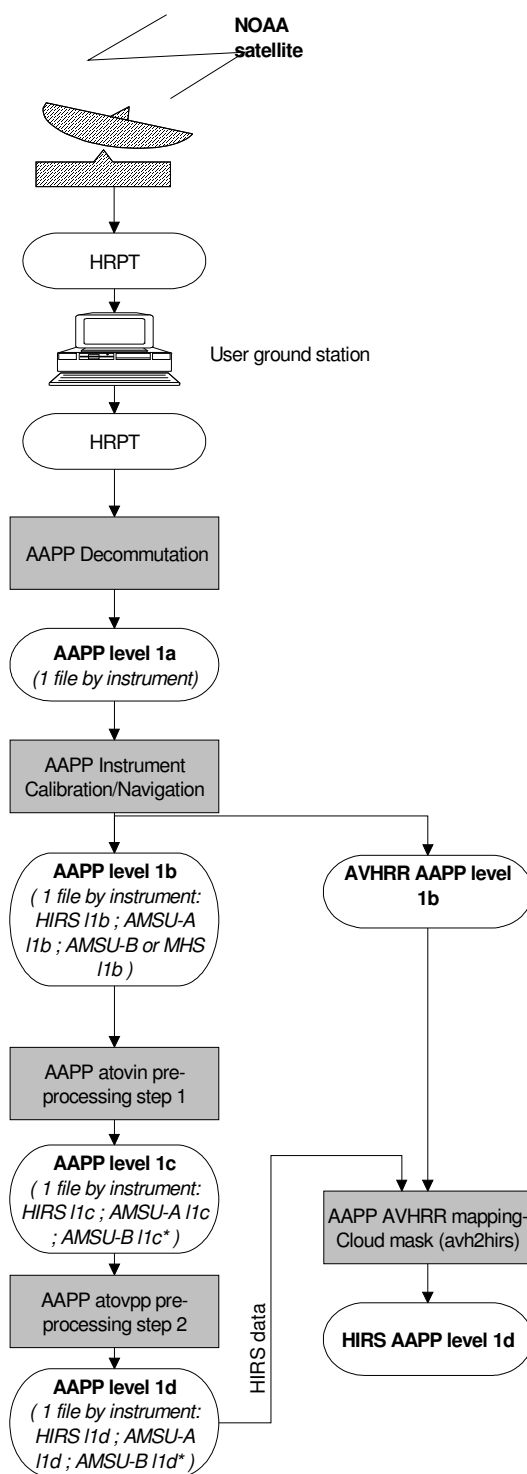 NOAA
satellite
HRPT
User ground station
HRPT
AAPP Decommutation
AAPP level 1a
(1 file by instrument)
AAPP Instrument
Calibration/Navigation
AAPP level 1b
( 1 file by instrument:
HIRS l1b ; AMSU-A
l1b ; AMSU-B or MHS
l1b )
AVHRR AAPP level
1b
AAPP atovin pre-
processing step 1
AAPP level 1c
( 1 file by instrument:
HIRS l1c ; AMSU-A l1c
; AMSU-B l1c* )
AAPP AVHRR mapping-
Cloud mask (avh2hirs)
AAPP atovpp pre-
processing step 2
HIRS data
HIRS AAPP level 1d
AAPP level 1d
( 1 file by instrument:
HIRS l1d ; AMSU-A
l1d ; AMSU-B l1d* )